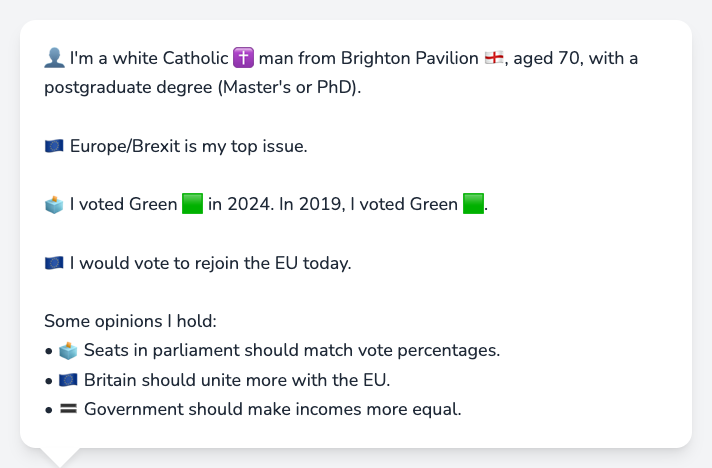 👤 I'm a white Catholic ✝️ man from Brighton Pavilion 🏴󠁧󠁢󠁥󠁮󠁧󠁿, aged 70, with a
postgraduate degree (Master's or PhD).
🇪🇺 Europe/Brexit is my top issue.
🗳️ I voted Green 🟩 in 2024. In 2019, I voted Green 🟩.
🇪🇺 I would vote to rejoin the EU today.
Some opinions I hold:
• 🗳️ Seats in parliament should match vote percentages.
• 🇪🇺 Britain should unite more with the EU.
• 🟰 Government should make incomes more equal.